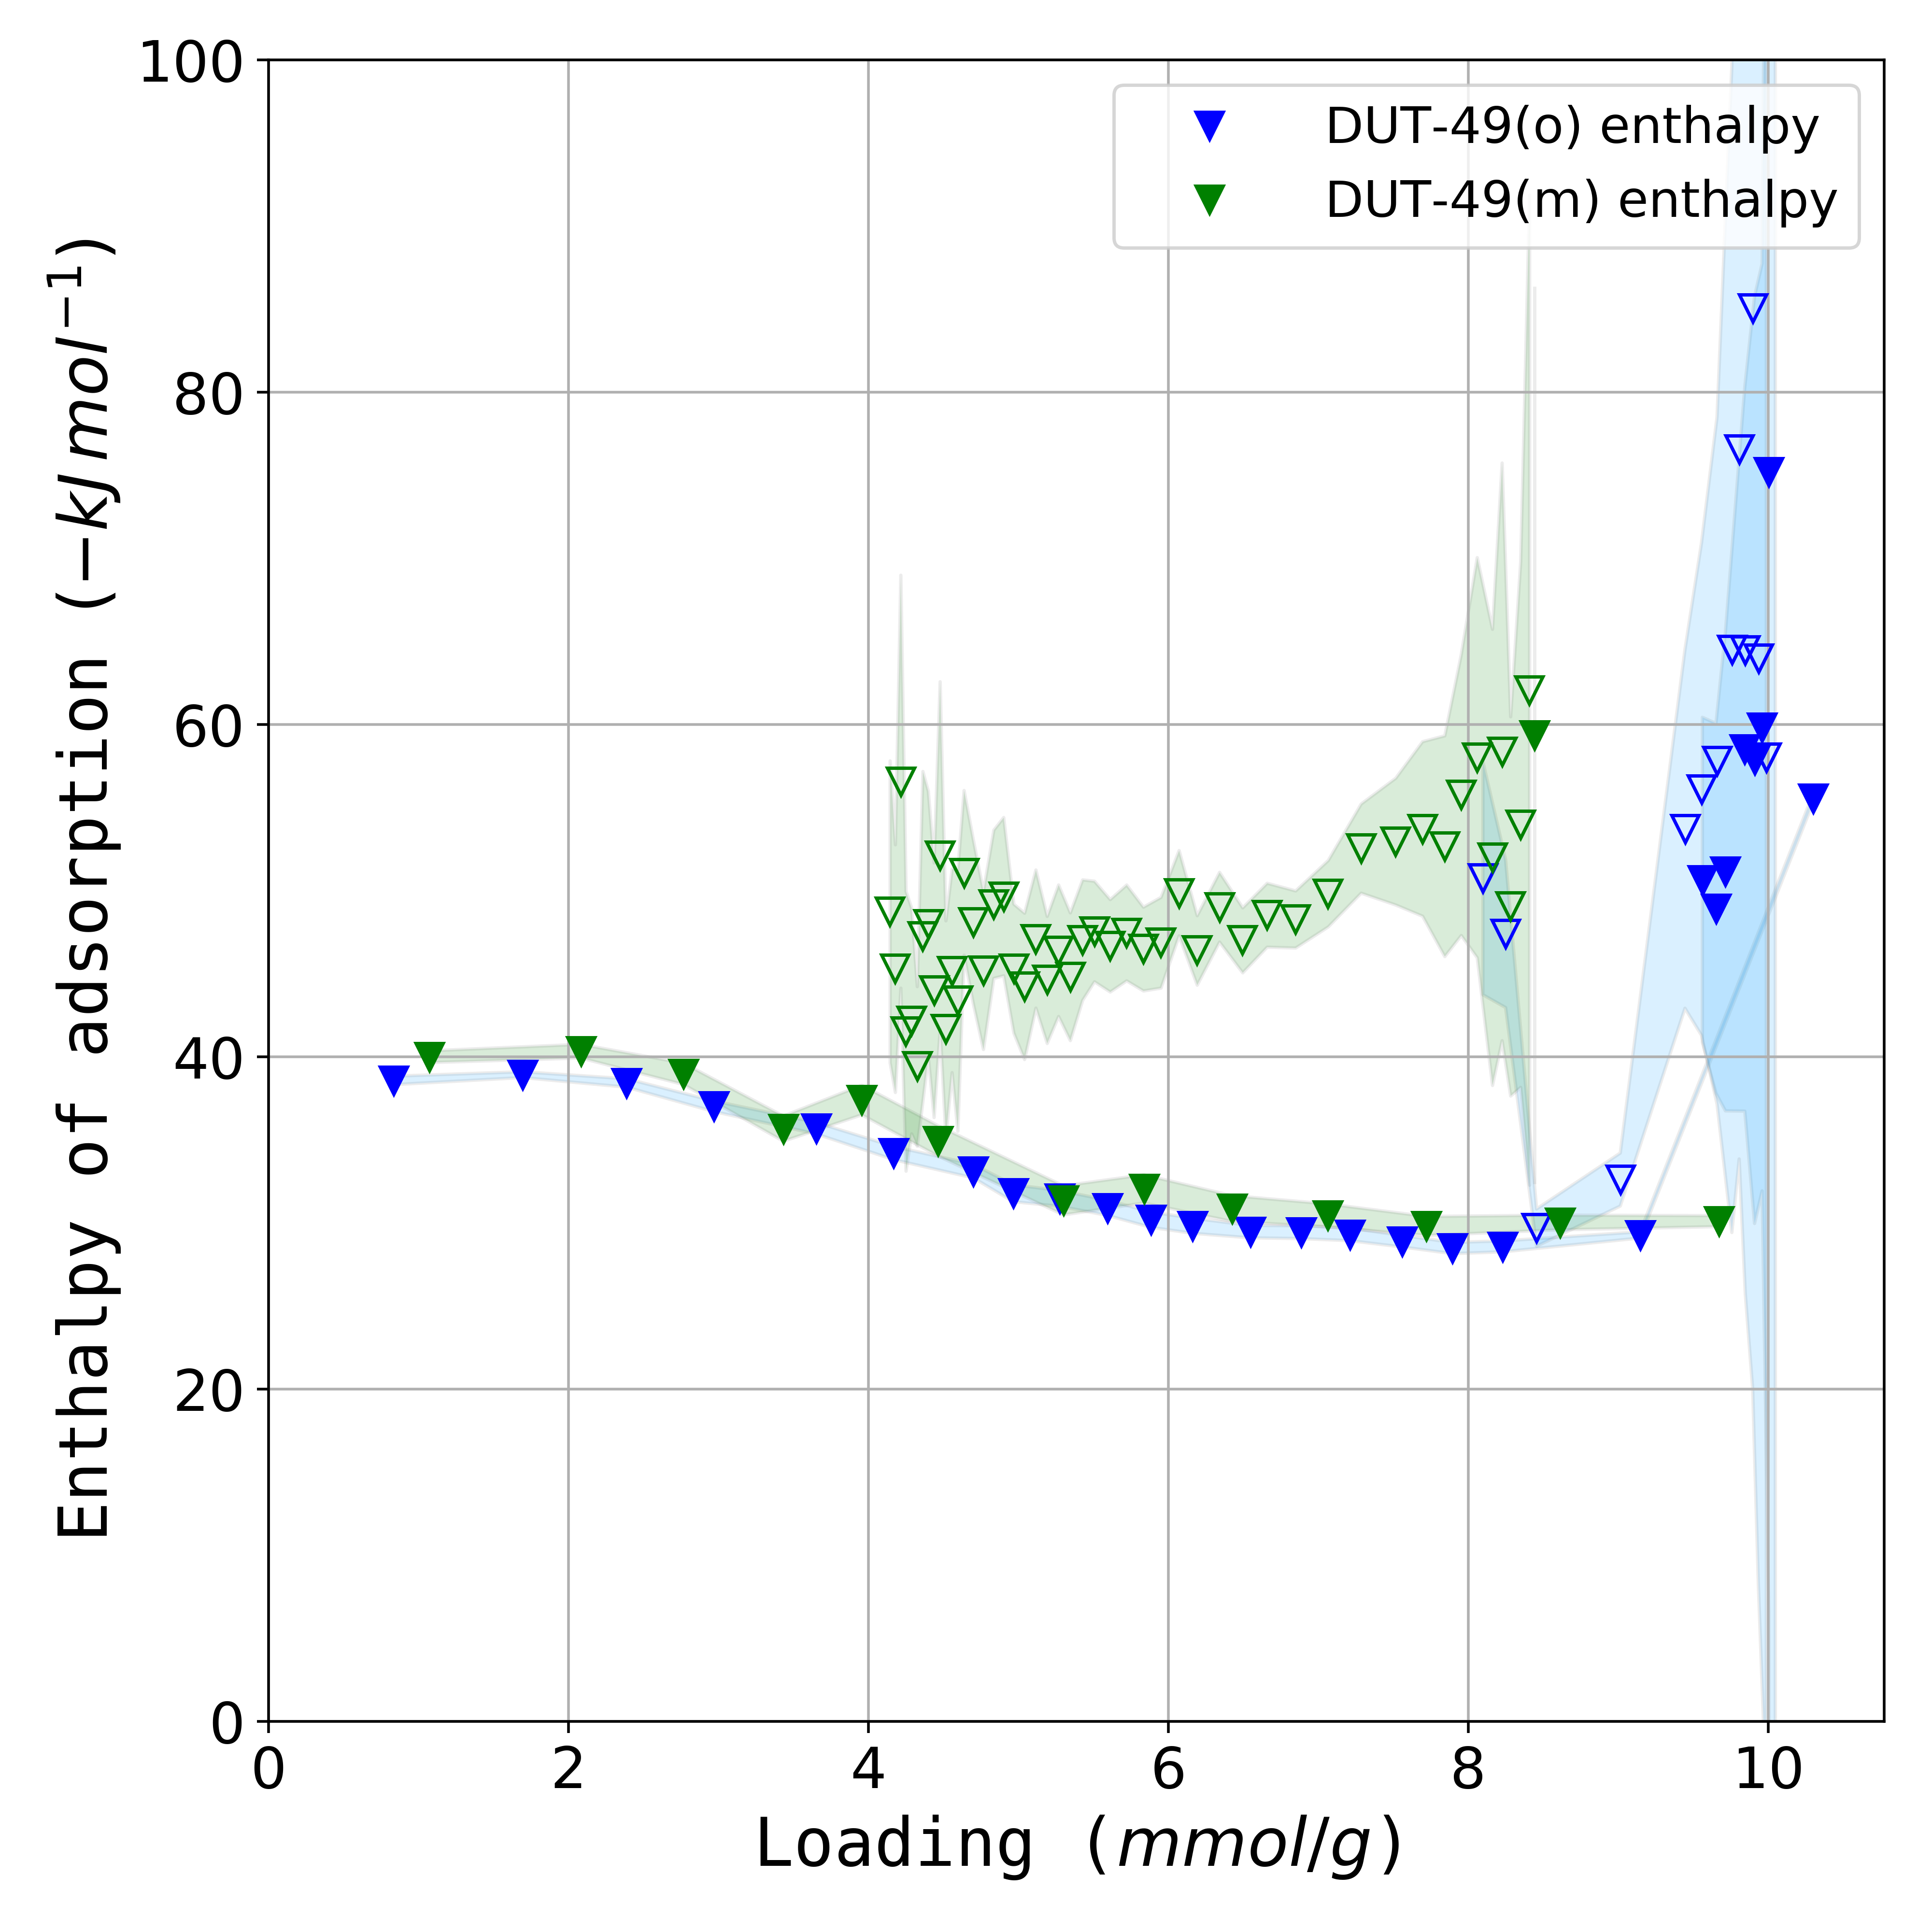 100
80
60
40
20
0
0 2 4 6 8 10
Enthalpy of adsorption (−kJ mol⁻¹)
Loading (mmol/g)
DUT-49(o) enthalpy
DUT-49(m) enthalpy